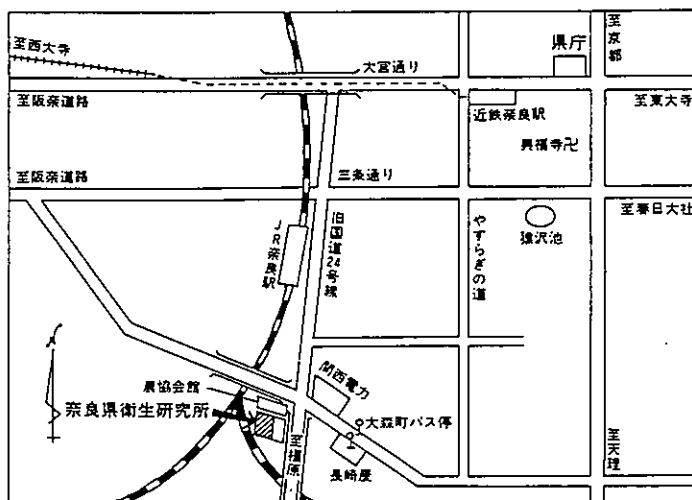 至西大寺
大宮通り
県庁
至京都
至阪奈道路
近鉄奈良駅
至東大寺
興福寺卍
至阪奈道路
三条通り
至春日大社
猿沢池
やすらぎの道
旧国道24号線
JR奈良駅
関西電力
農協会館
奈良県衛生研究所
大森町バス停
長崎屋
至橿原
至天理